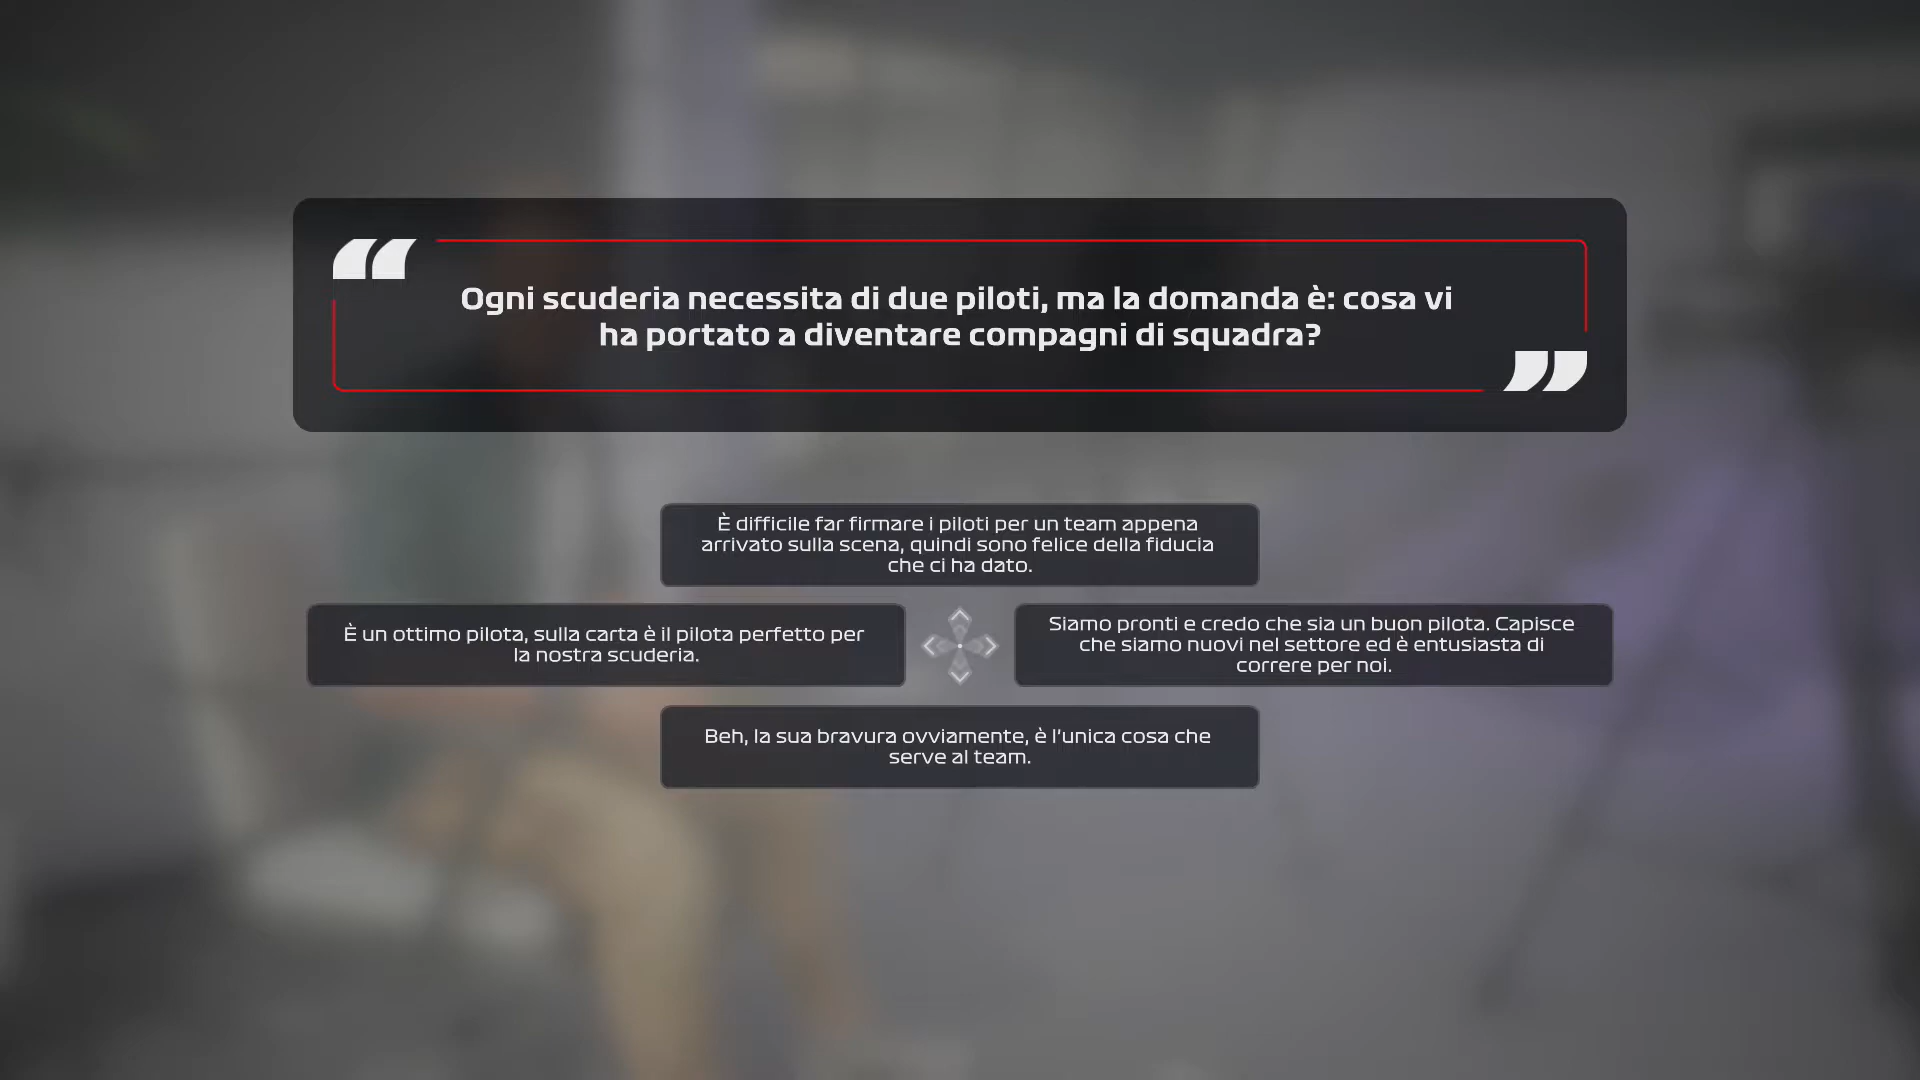 Ogni scuderia necessita di due piloti, ma la domanda è: cosa vi
ha portato a diventare compagni di squadra?
È difficile far firmare i piloti per un team appena
arrivato sulla scena, quindi sono felice della fiducia
che ci ha dato.
È un ottimo pilota, sulla carta è il pilota perfetto per
la nostra scuderia.
Siamo pronti e credo che sia un buon pilota. Capisce
che siamo nuovi nel settore ed è entusiasta di
correre per noi.
Beh, la sua bravura ovviamente, è l'unica cosa che
serve al team.